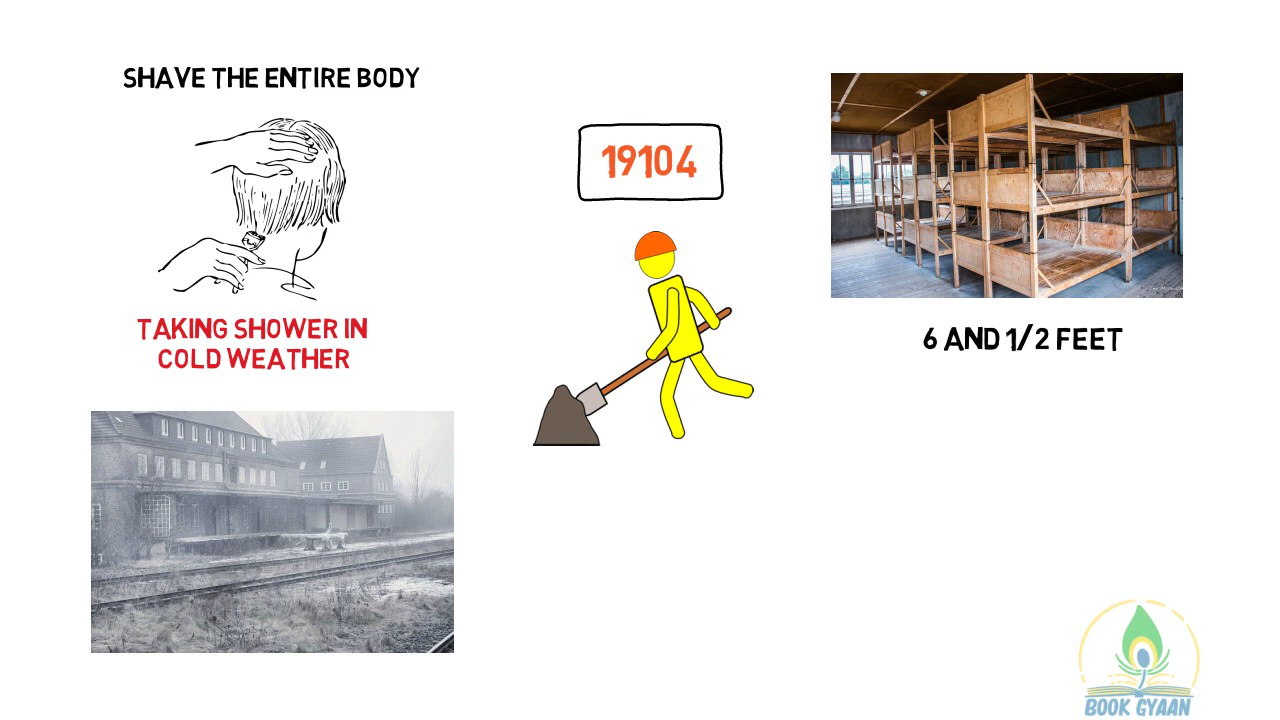 SHAVE THE ENTIRE BODY
TAKING SHOWER IN
COLD WEATHER
19104
6 AND 1/2 FEET
BOOK GYAAN